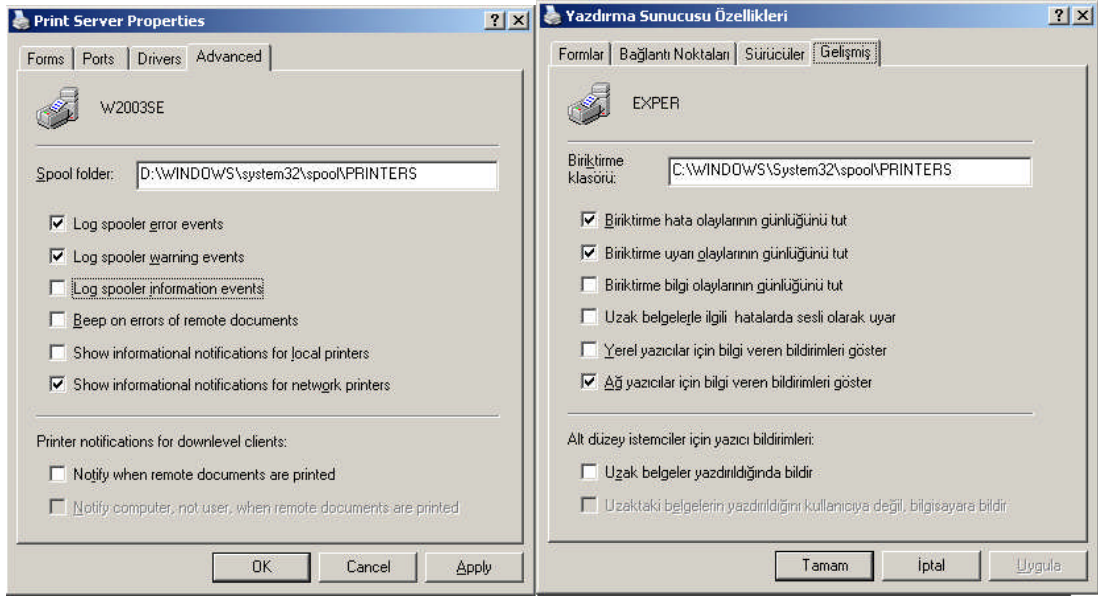 Print Server Properties
Forms Ports Drivers Advanced
W2003SE
Spool folder: D:\WINDOWS\system32\spool\PRINTERS
Log spooler error events
Log spooler warning events
Log spooler information events
Beep on errors of remote documents
Show informational notifications for local printers
Show informational notifications for network printers
Printer notifications for downlevel clients:
Notify when remote documents are printed
Notify computer, not user, when remote documents are printed
OK Cancel Apply
Yazdırma Sunucusu Özellikleri
Formlar Bağlantı Noktaları Sürücüler Gelişmiş
EXPER
Biriktirme
klasörü: C:\WINDOWS\System32\spool\PRINTERS
Biriktirme hata olaylarının günlüğünü tut
Biriktirme uyarı olaylarının günlüğünü tut
Biriktirme bilgi olaylarının günlüğünü tut
Uzak belgelerle ilgili hatalarda sesli olarak uyar
Yerel yazıcılar için bilgi veren bildirimleri göster
Ağ yazıcılar için bilgi veren bildirimleri göster
Alt düzey istemciler için yazıcı bildirimleri:
Uzak belgeler yazdırıldığında bildir
Uzaktaki belgelerin yazdırıldığını kullanıcıya değil, bilgisayara bildir
Tamam İptal Uygula